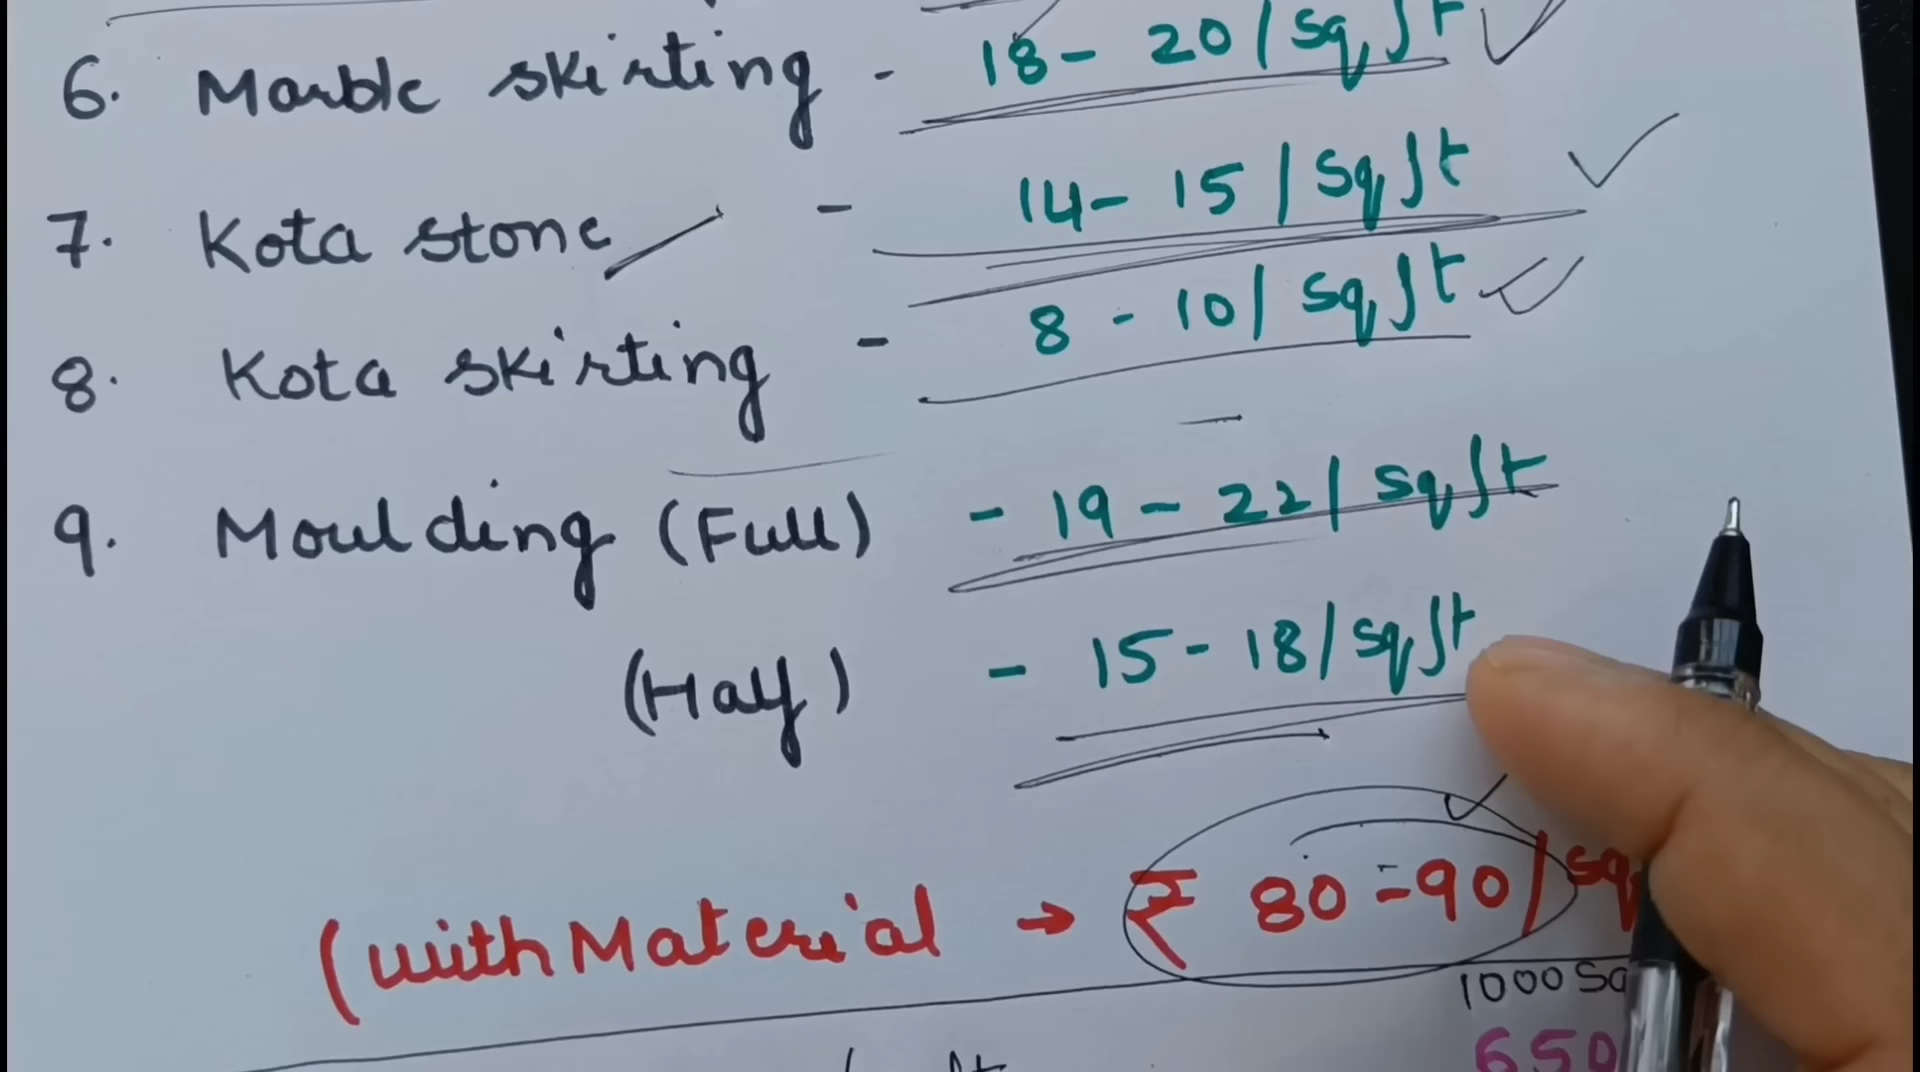 6. Marble skirting - 18 - 20 / sqft
7. Kota stone - 14 - 15 / sqft
8. Kota skirting - 8 - 10 / sqft
9. Moulding (Full) - 19 - 22 / sqft
(Half) - 15 - 18 / sqft
(with Material → ₹ 80 - 90 /
1000
650